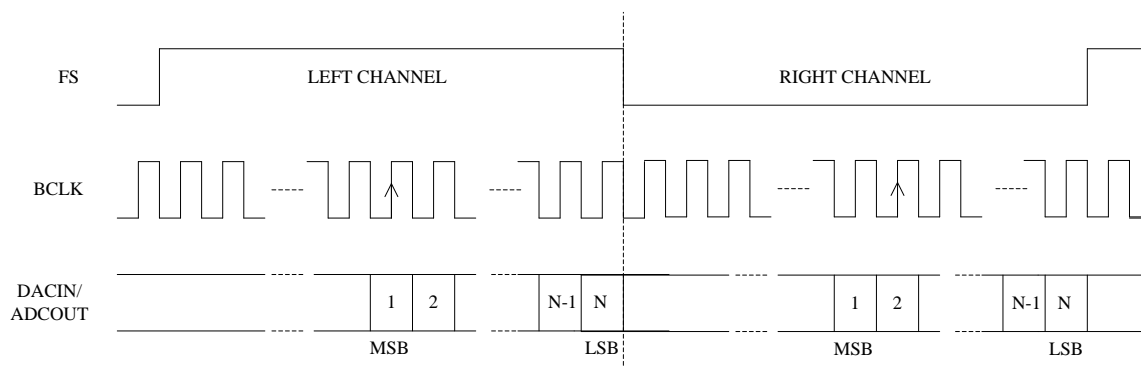 FS
LEFT CHANNEL
RIGHT CHANNEL
BCLK
DACIN/
ADCOUT
1
2
N-1
N
1
2
N-1
N
MSB
LSB
MSB
LSB